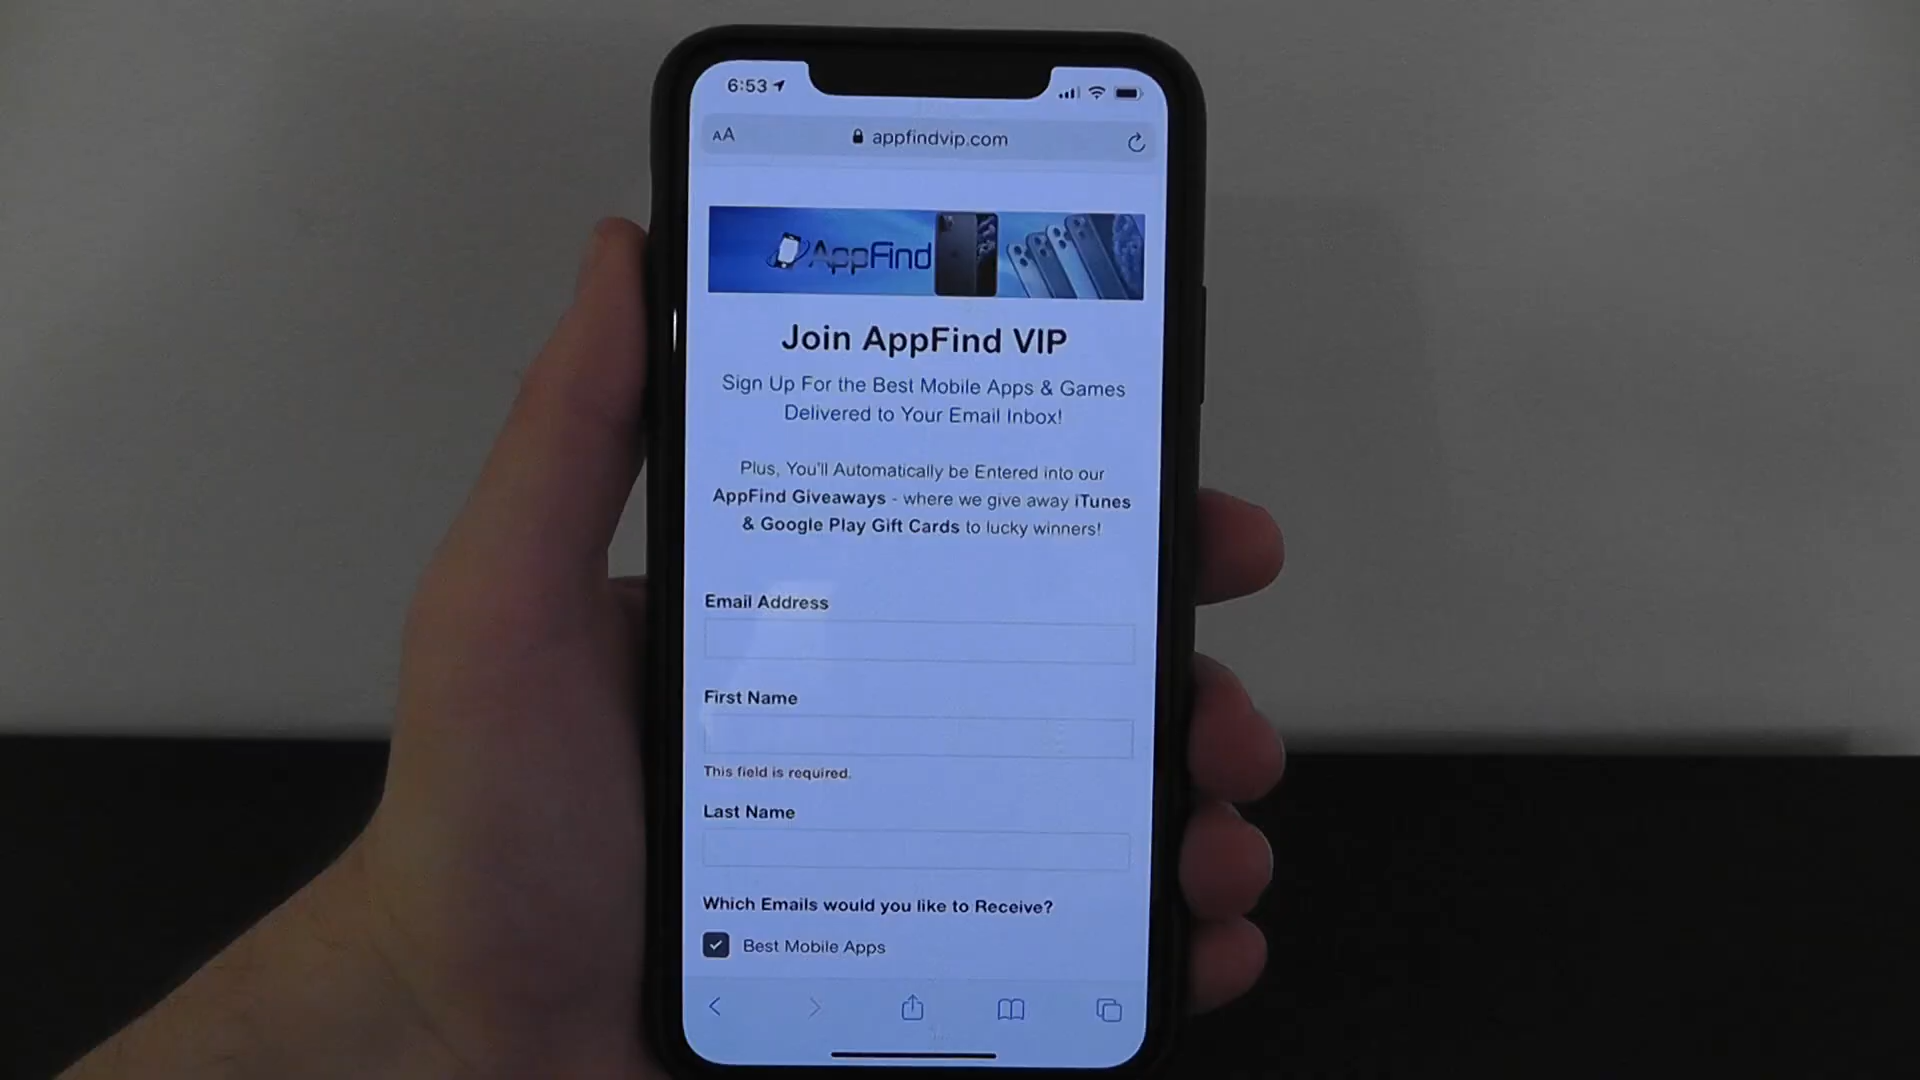 6:53
AA
appfindvip.com
AppFind
Join AppFind VIP
Sign Up For the Best Mobile Apps & Games
Delivered to Your Email Inbox!
Plus, You'll Automatically be Entered into our
AppFind Giveaways - where we give away iTunes
& Google Play Gift Cards to lucky winners!
Email Address
First Name
This field is required.
Last Name
Which Emails would you like to Receive?
Best Mobile Apps